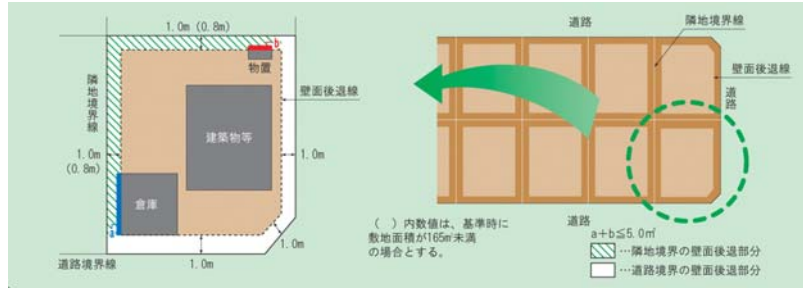 1.0m (0.8m)
b
物置
隣地境界線
壁面後退線
建築物等
1.0m
(0.8m)
1.0m
倉庫
a
1.0m
道路境界線
1.0m
道路
隣地境界線
壁面後退線
道路
道路
（　）内数値は、基準時に
敷地面積が165㎡未満
の場合とする。
a＋b≦5.0㎡
…隣地境界の壁面後退部分
…道路境界の壁面後退部分